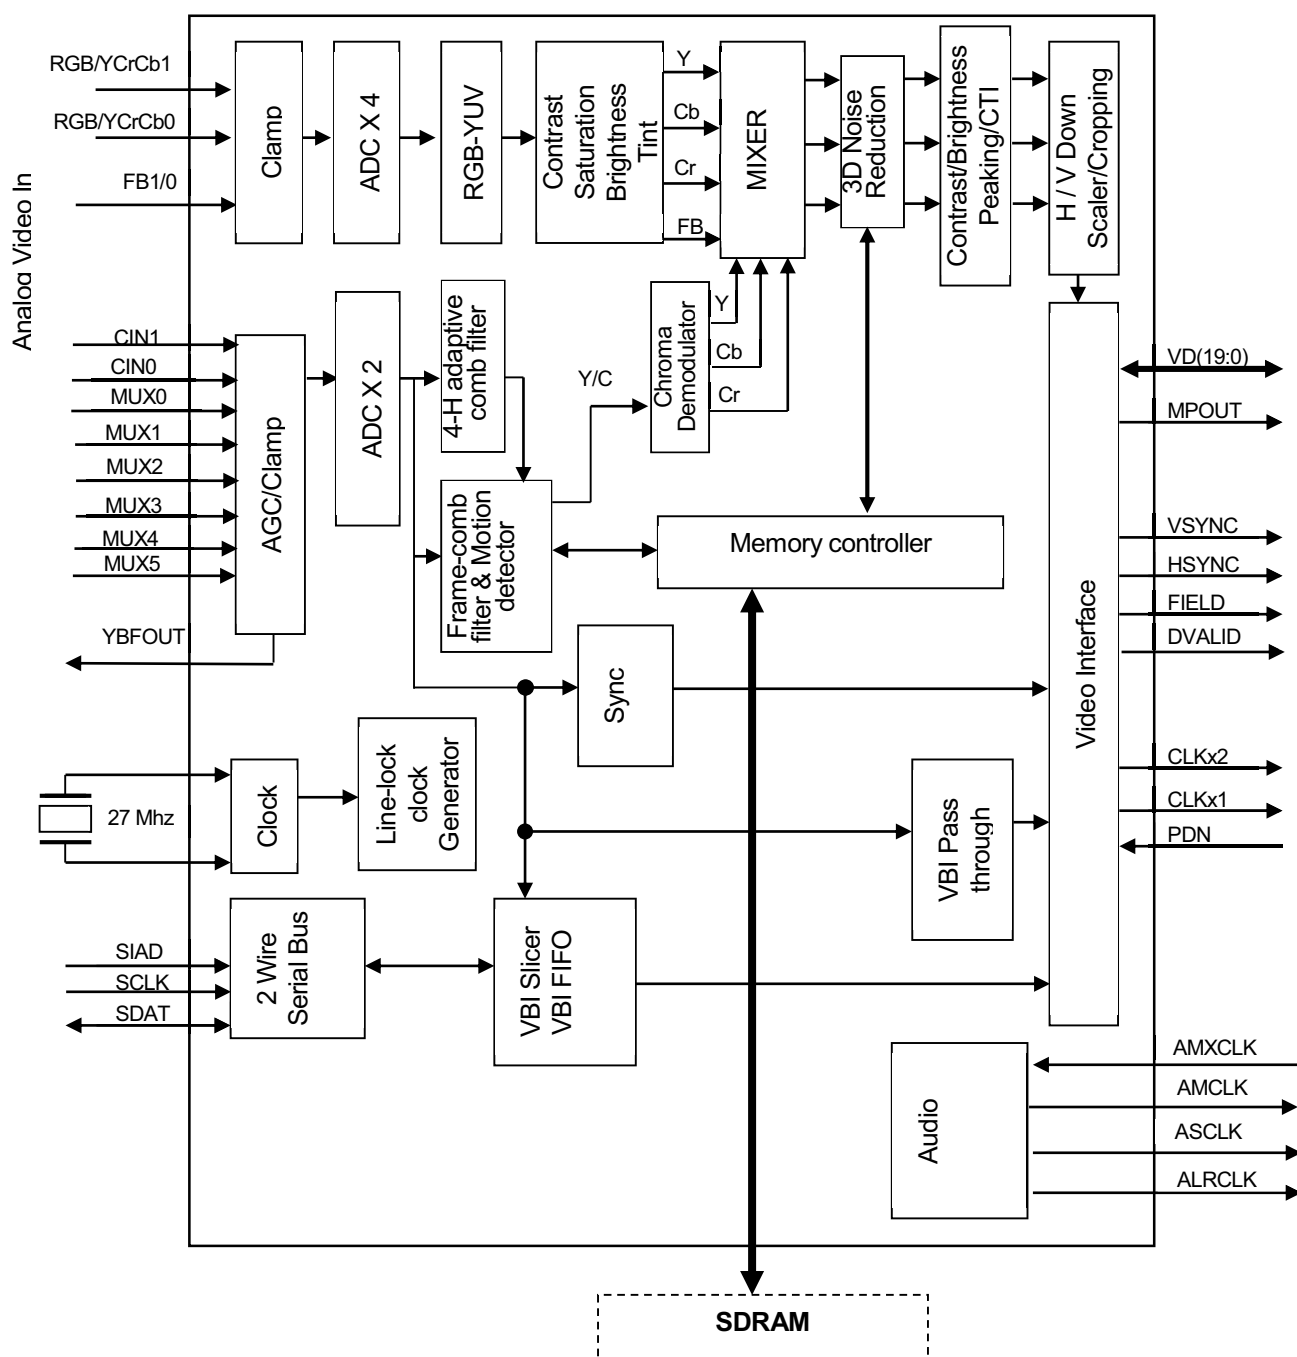 Analog Video In
RGB/YCrCb1
RGB/YCrCb0
FB1/0
Clamp
ADC X 4
RGB-YUV
Contrast
Saturation
Brightness
Tint
Y
Cb
Cr
FB
MIXER
3D Noise
Reduction
Contrast/Brightness
Peaking/CTI
H / V Down
Scaler/Cropping
CIN1
CIN0
MUX0
MUX1
MUX2
MUX3
MUX4
MUX5
YBFOUT
AGC/Clamp
ADC X 2
4-H adaptive
comb filter
Frame-comb
filter & Motion
detector
Y/C
Chroma
Demodulator
Y
Cb
Cr
Memory controller
Sync
Video Interface
VD(19:0)
MPOUT
VSYNC
HSYNC
FIELD
DVALID
CLKx2
CLKx1
PDN
27 Mhz
Clock
Line-lock
clock
Generator
VBI Pass
through
SIAD
SCLK
SDAT
2 Wire
Serial Bus
VBI Slicer
VBI FIFO
Audio
AMXCLK
AMCLK
ASCLK
ALRCLK
SDRAM